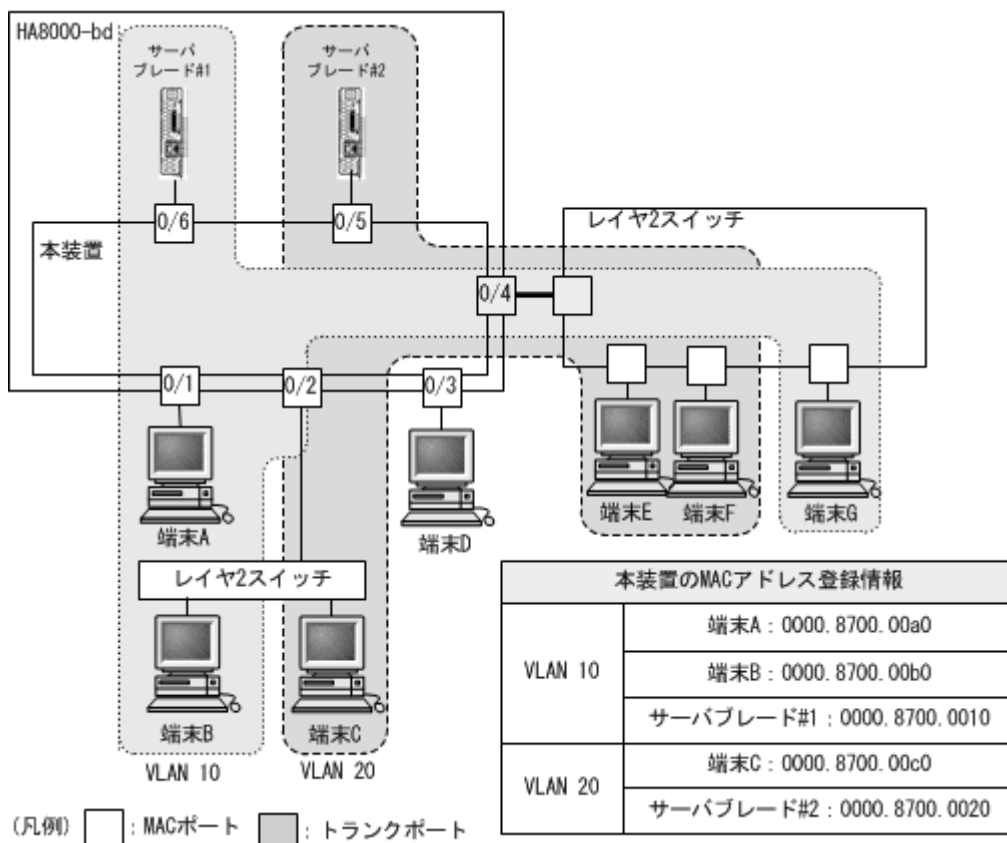 HA8000-bd
サーバ
ブレード#1
サーバ
ブレード#2
0/6
0/5
レイヤ2スイッチ
本装置
0/4
0/1
0/2
0/3
端末A
端末D
端末E
端末F
端末G
レイヤ2スイッチ
端末B
端末C
VLAN 10
VLAN 20
本装置のMACアドレス登録情報
VLAN 10
端末A : 0000.8700.00a0
端末B : 0000.8700.00b0
サーバブレード#1 : 0000.8700.0010
VLAN 20
端末C : 0000.8700.00c0
サーバブレード#2 : 0000.8700.0020
(凡例) : MACポート : トランクポート